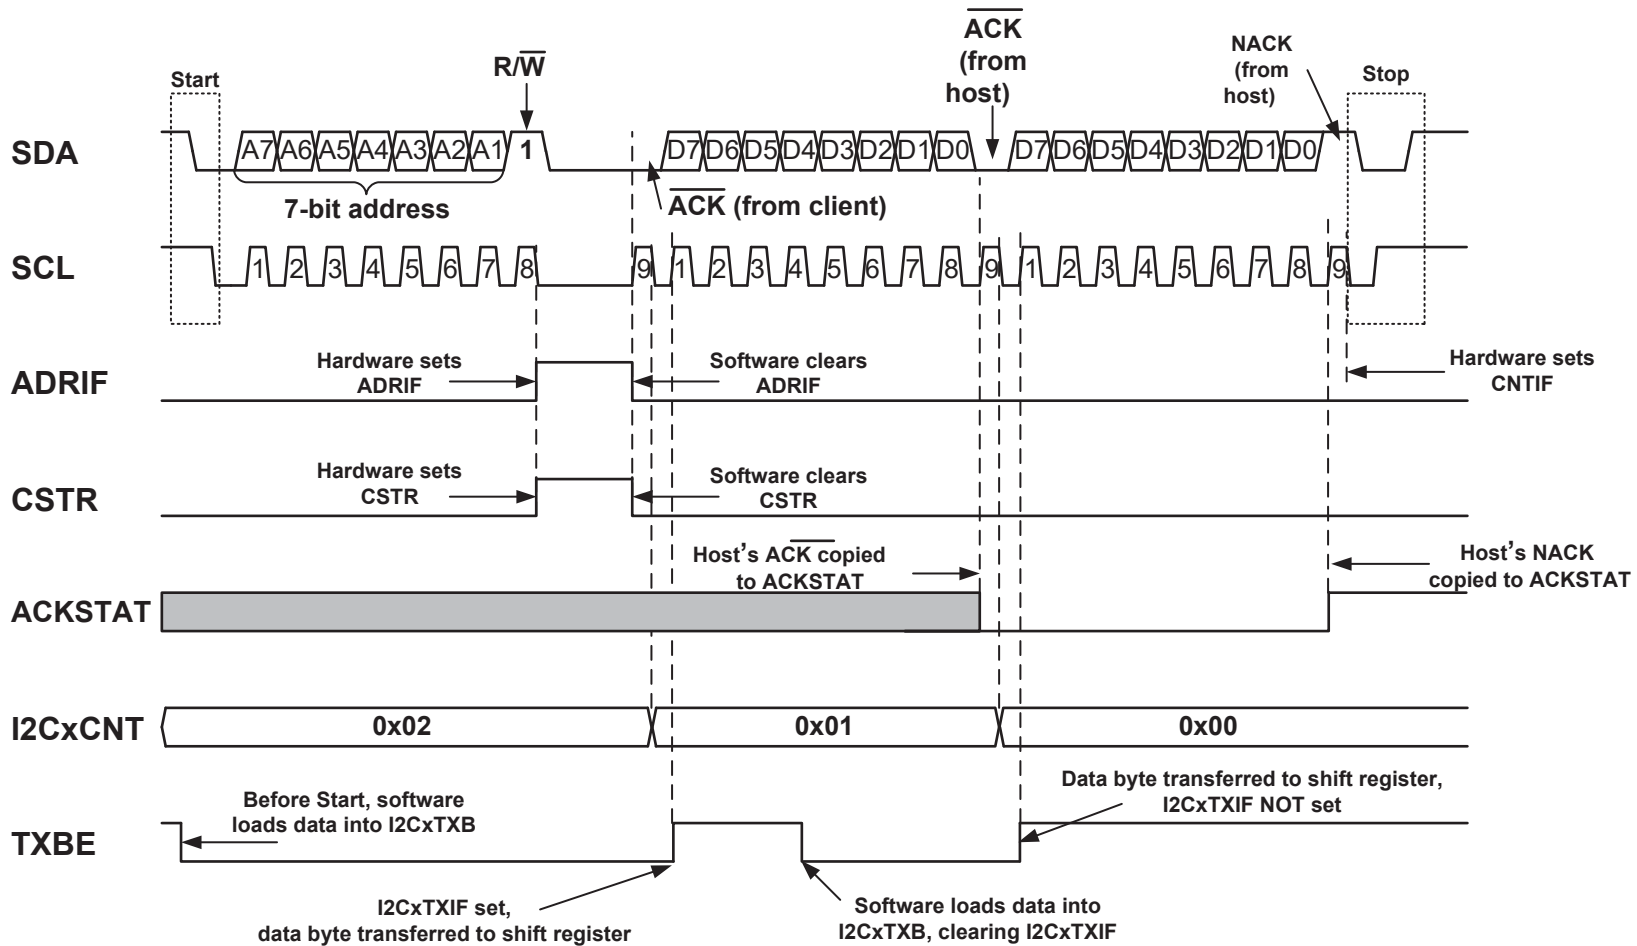 ACK
(from
host)
NACK
(from
host)
R/W
Start
Stop
SDA
A7 A6 A5 A4 A3 A2 A1 1 D7 D6 D5 D4 D3 D2 D1 D0 D7 D6 D5 D4 D3 D2 D1 D0
7-bit address
ACK (from client)
SCL
1 2 3 4 5 6 7 8 9 1 2 3 4 5 6 7 8 9 1 2 3 4 5 6 7 8 9
ADRIF
Hardware sets
ADRIF
Software clears
ADRIF
Hardware sets
CNTIF
CSTR
Hardware sets
CSTR
Software clears
CSTR
Host's ACK copied
to ACKSTAT
Host's NACK
copied to ACKSTAT
ACKSTAT
I2CxCNT
0x02 0x01 0x00
TXBE
Before Start, software
loads data into I2CxTXB
Data byte transferred to shift register,
I2CxTXIF NOT set
I2CxTXIF set,
data byte transferred to shift register
Software loads data into
I2CxTXB, clearing I2CxTXIF